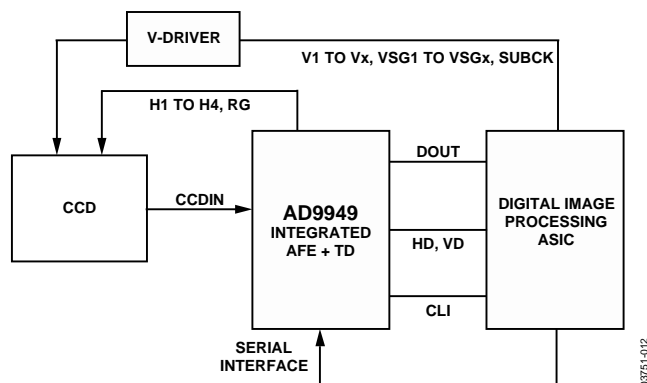 V-DRIVER
V1 TO Vx, VSG1 TO VSGx, SUBCK
H1 TO H4, RG
DOUT
CCD
CCDIN
AD9949
INTEGRATED
AFE + TD
DIGITAL IMAGE
PROCESSING
ASIC
HD, VD
CLI
SERIAL
INTERFACE
03751-012